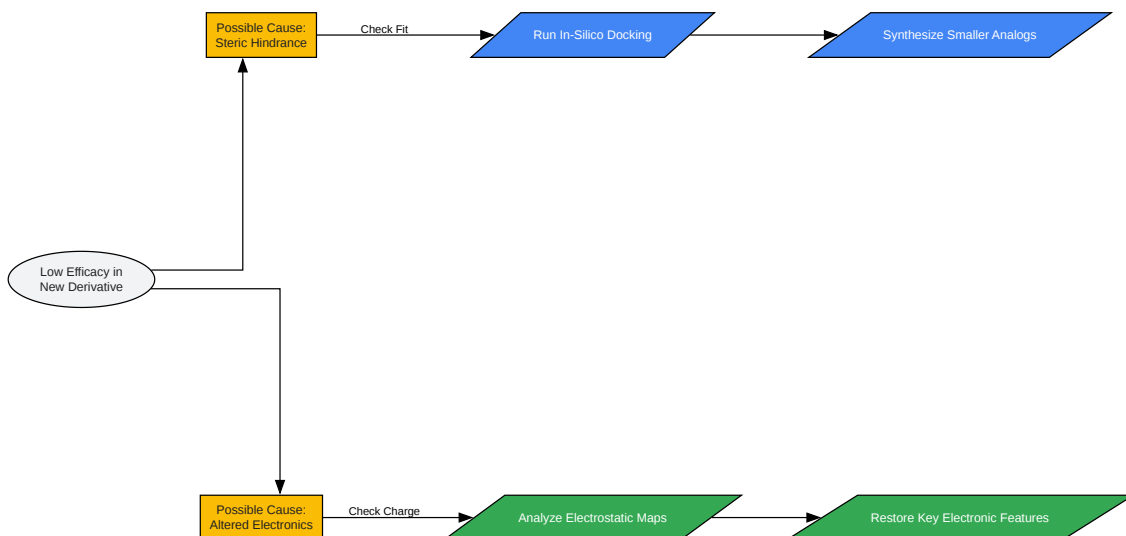 Possible Cause:
Steric Hindrance
Check Fit
Run In-Silico Docking
Synthesize Smaller Analogs
Low Efficacy in
New Derivative
Possible Cause:
Altered Electronics
Check Charge
Analyze Electrostatic Maps
Restore Key Electronic Features